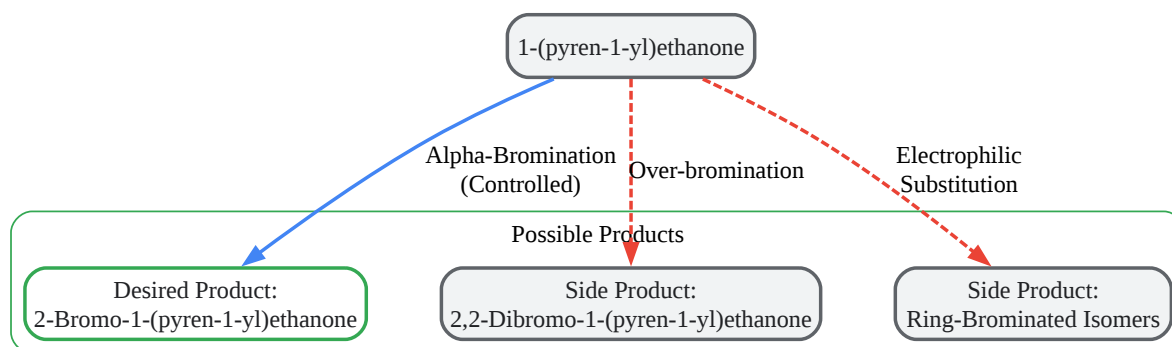 1-(pyren-1-yl)ethanone
Alpha-Bromination
(Controlled)
Over-bromination
Electrophilic
Substitution
Possible Products
Desired Product:
2-Bromo-1-(pyren-1-yl)ethanone
Side Product:
2,2-Dibromo-1-(pyren-1-yl)ethanone
Side Product:
Ring-Brominated Isomers